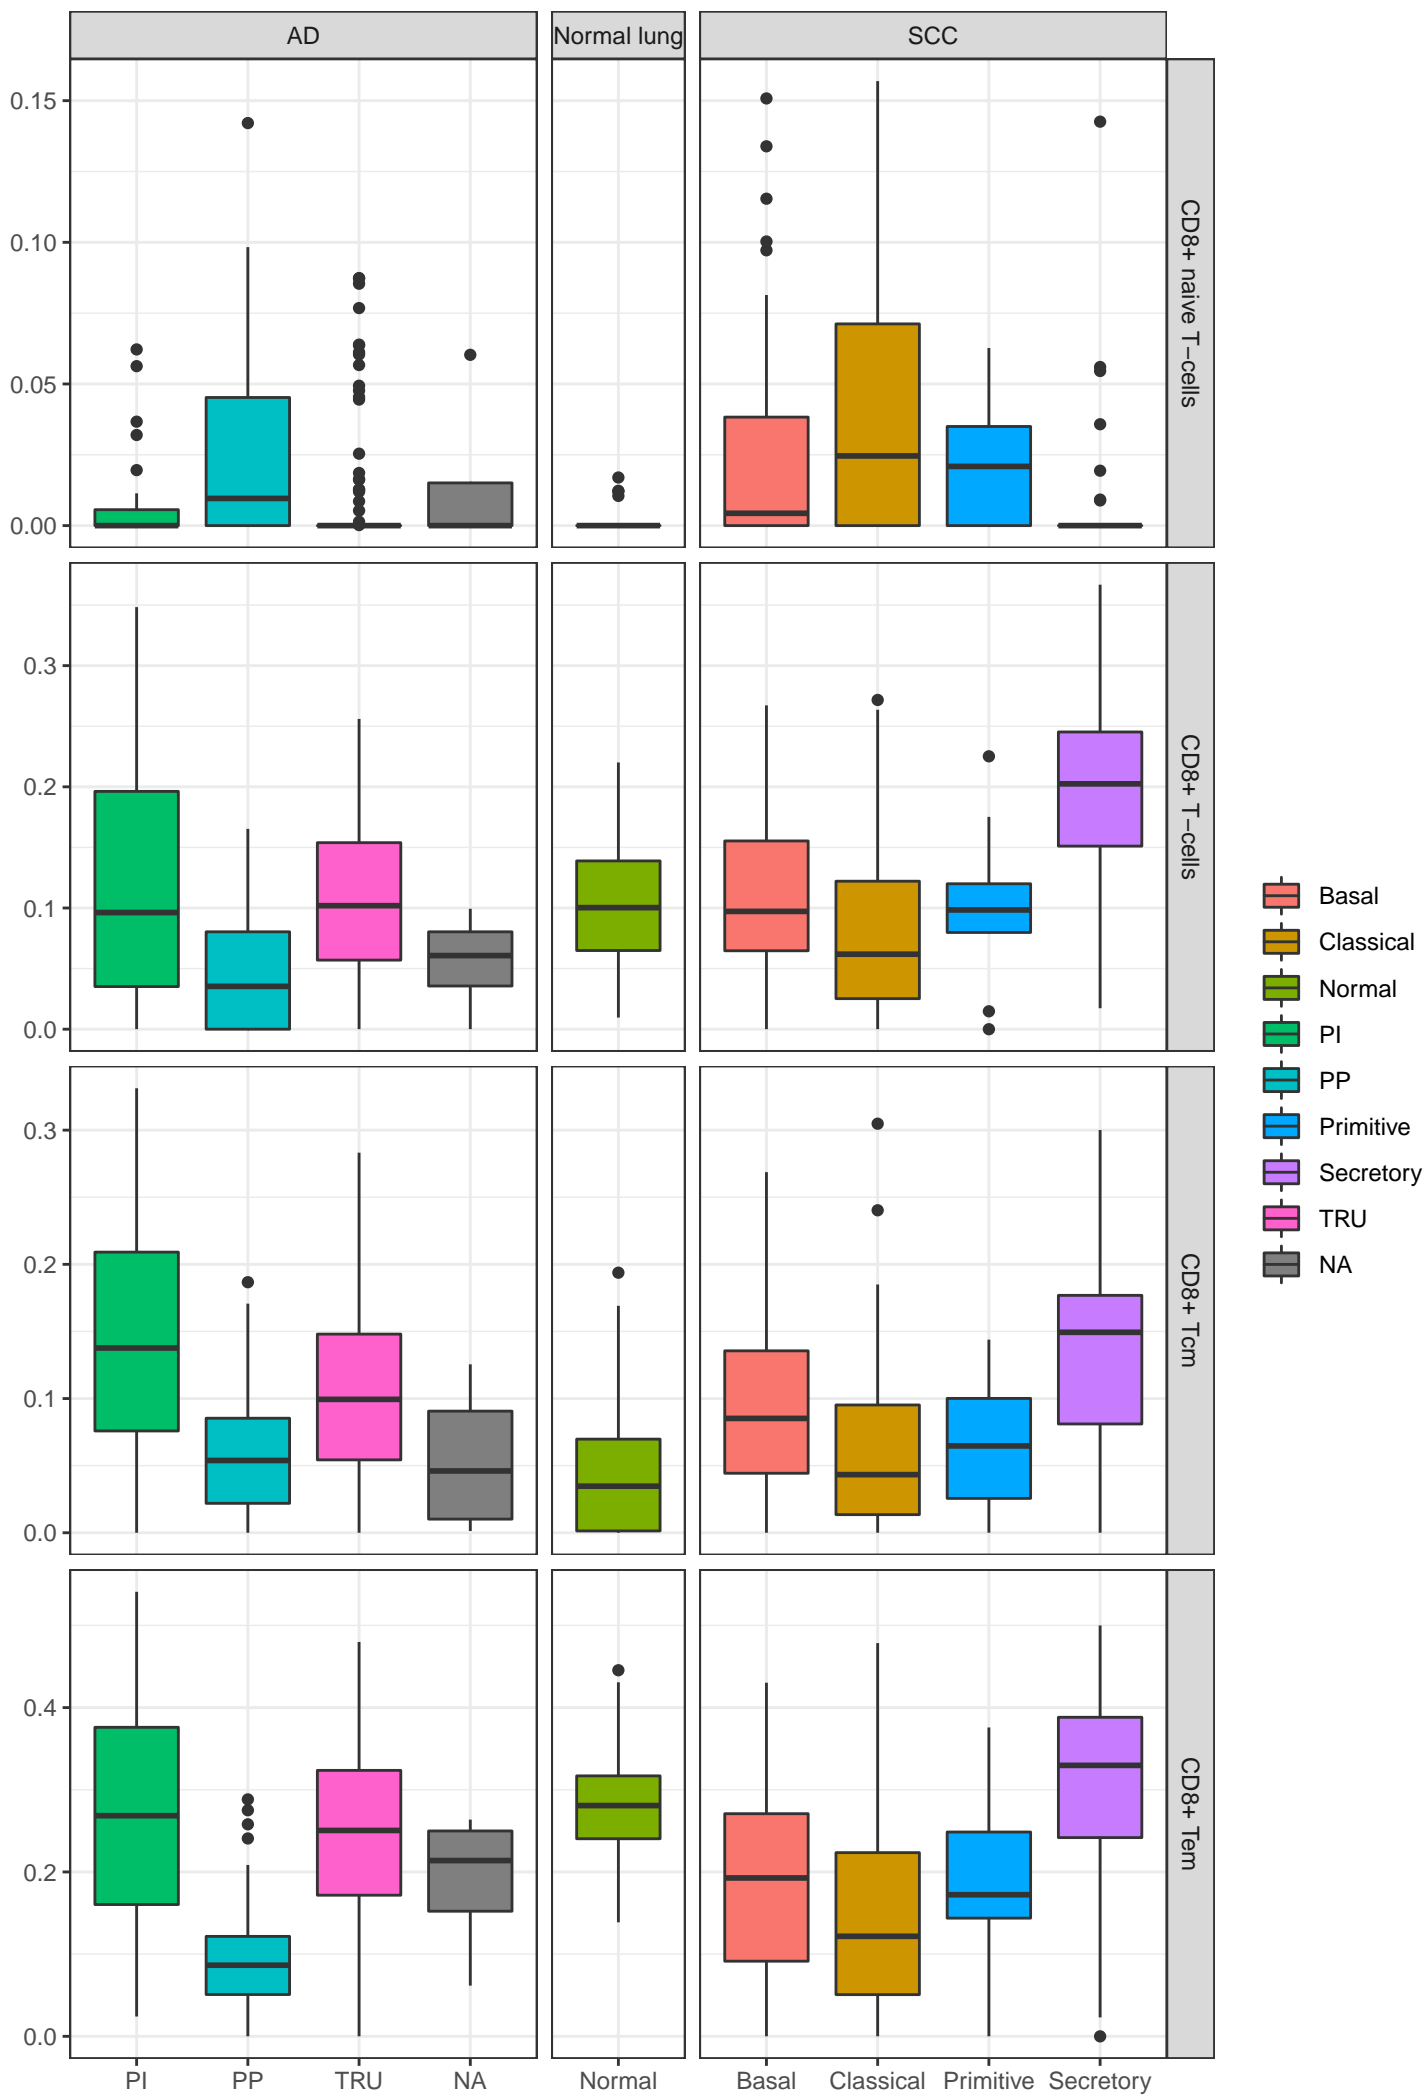 AD
Normal lung
SCC
0.15
0.10
0.05
0.00
CD8+ naive T−cells
0.3
0.2
0.1
0.0
CD8+ T−cells
0.3
0.2
0.1
0.0
CD8+ Tcm
0.4
0.2
0.0
CD8+ Tem
PI
PP
TRU
NA
Normal
Basal
Classical
Primitive
Secretory
Basal
Classical
Normal
PI
PP
Primitive
Secretory
TRU
NA